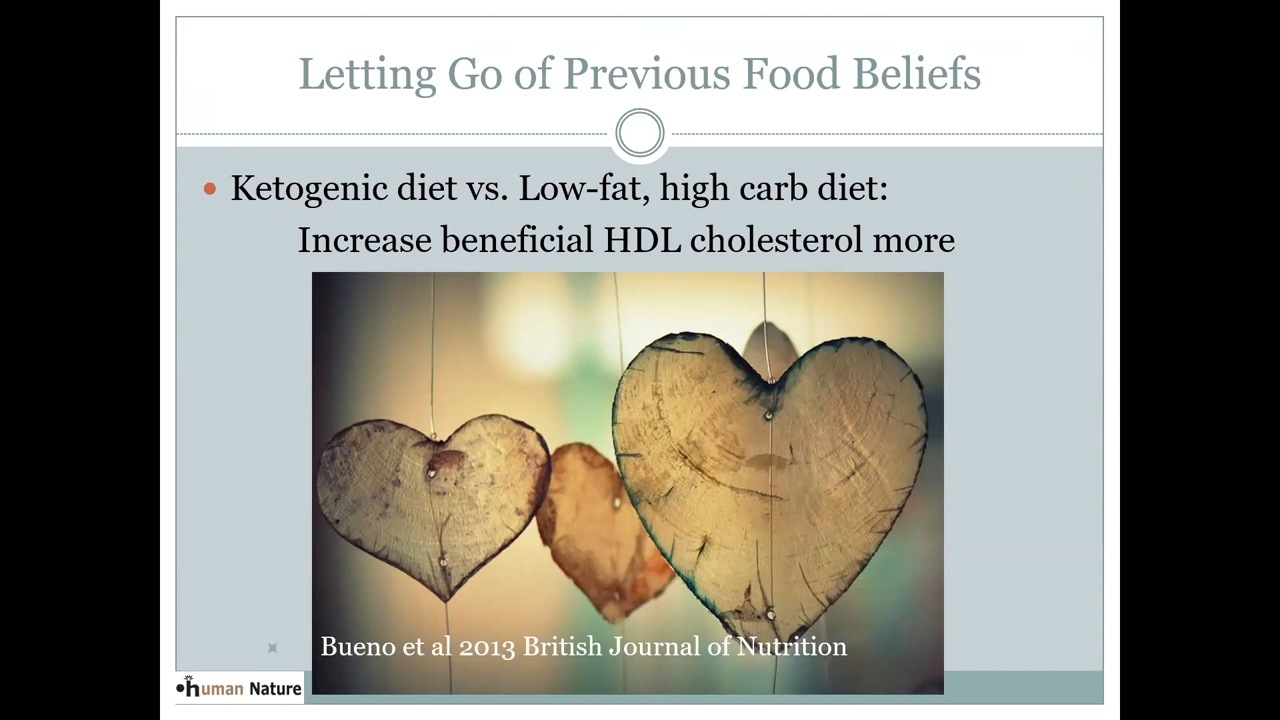 Letting Go of Previous Food Beliefs
• Ketogenic diet vs. Low-fat, high carb diet:
Increase beneficial HDL cholesterol more
Bueno et al 2013 British Journal of Nutrition
human Nature